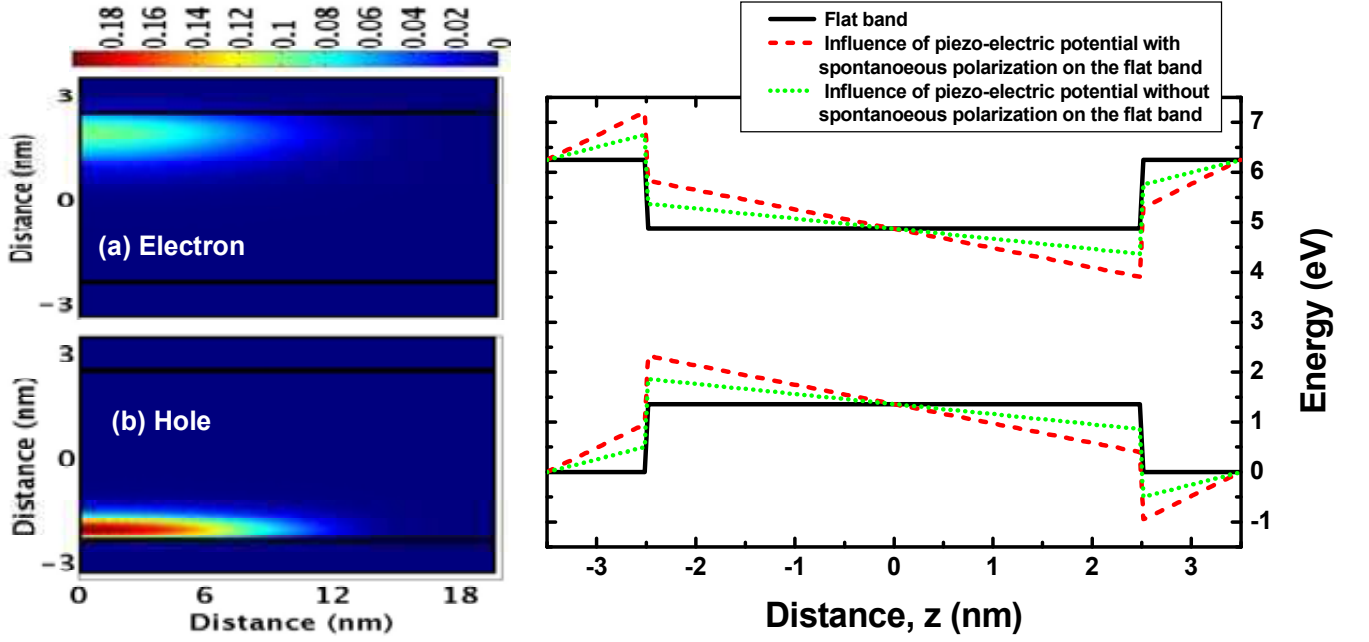 0.18
0.16
0.14
0.12
0.1
0.08
0.06
0.04
0.02
0
3
0
−3
Distance (nm)
(a) Electron
3
0
−3
Distance (nm)
(b) Hole
0 6 12 18
Distance (nm)
Flat band
Influence of piezo-electric potential with
spontanoeous polarization on the flat band
Influence of piezo-electric potential without
spontanoeous polarization on the flat band
7
6
5
4
3
2
1
0
-1
Energy (eV)
-3 -2 -1 0 1 2 3
Distance, z (nm)